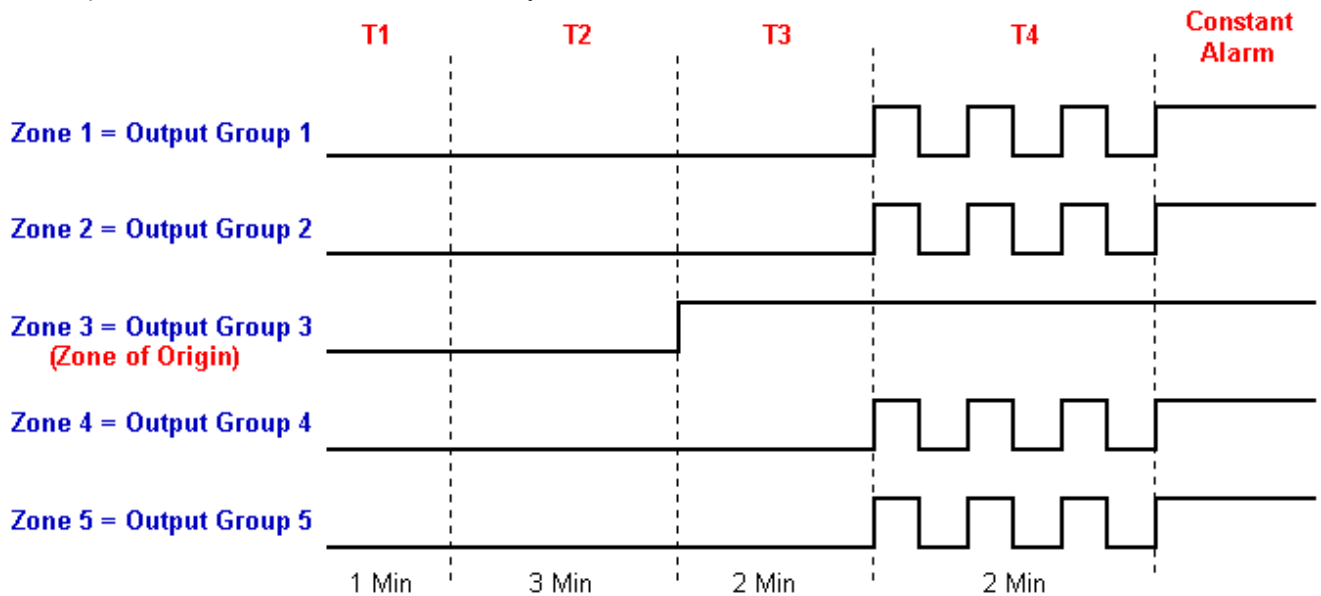 T1 T2 T3 T4 Constant Alarm
Zone 1 = Output Group 1
Zone 2 = Output Group 2
Zone 3 = Output Group 3
(Zone of Origin)
Zone 4 = Output Group 4
Zone 5 = Output Group 5
1 Min 3 Min 2 Min 2 Min